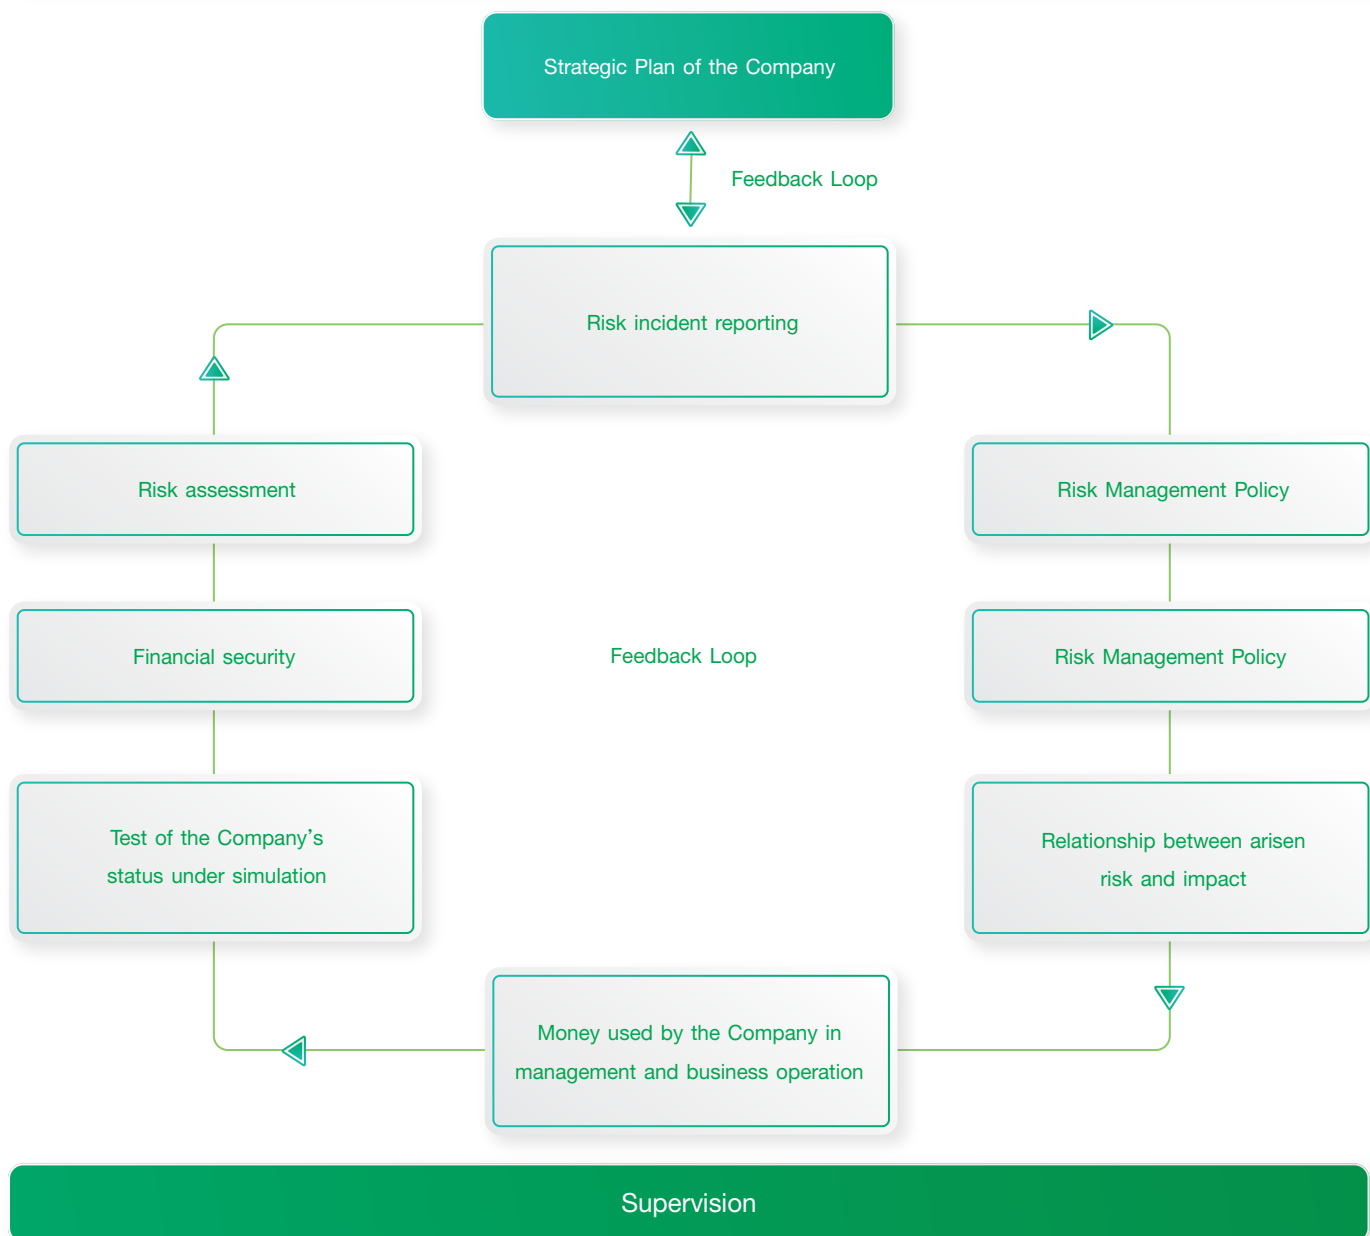 Strategic Plan of the Company
Feedback Loop
Risk incident reporting
Risk assessment
Risk Management Policy
Financial security
Feedback Loop
Risk Management Policy
Test of the Company's
status under simulation
Relationship between arisen
risk and impact
Money used by the Company in
management and business operation
Supervision